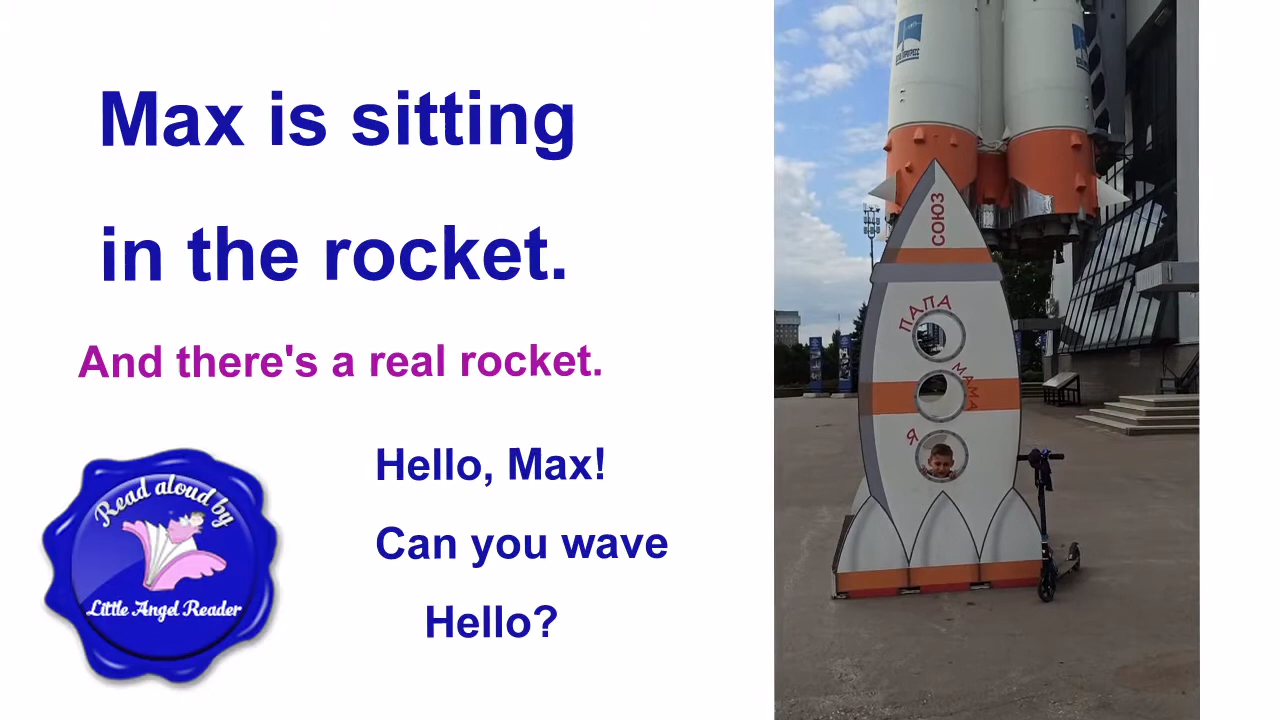 Max is sitting
in the rocket.
And there's a real rocket.
Hello, Max!
Can you wave
Hello?
Read aloud by
Little Angel Reader
СОЮЗ
ПАПА
МАМА
Я